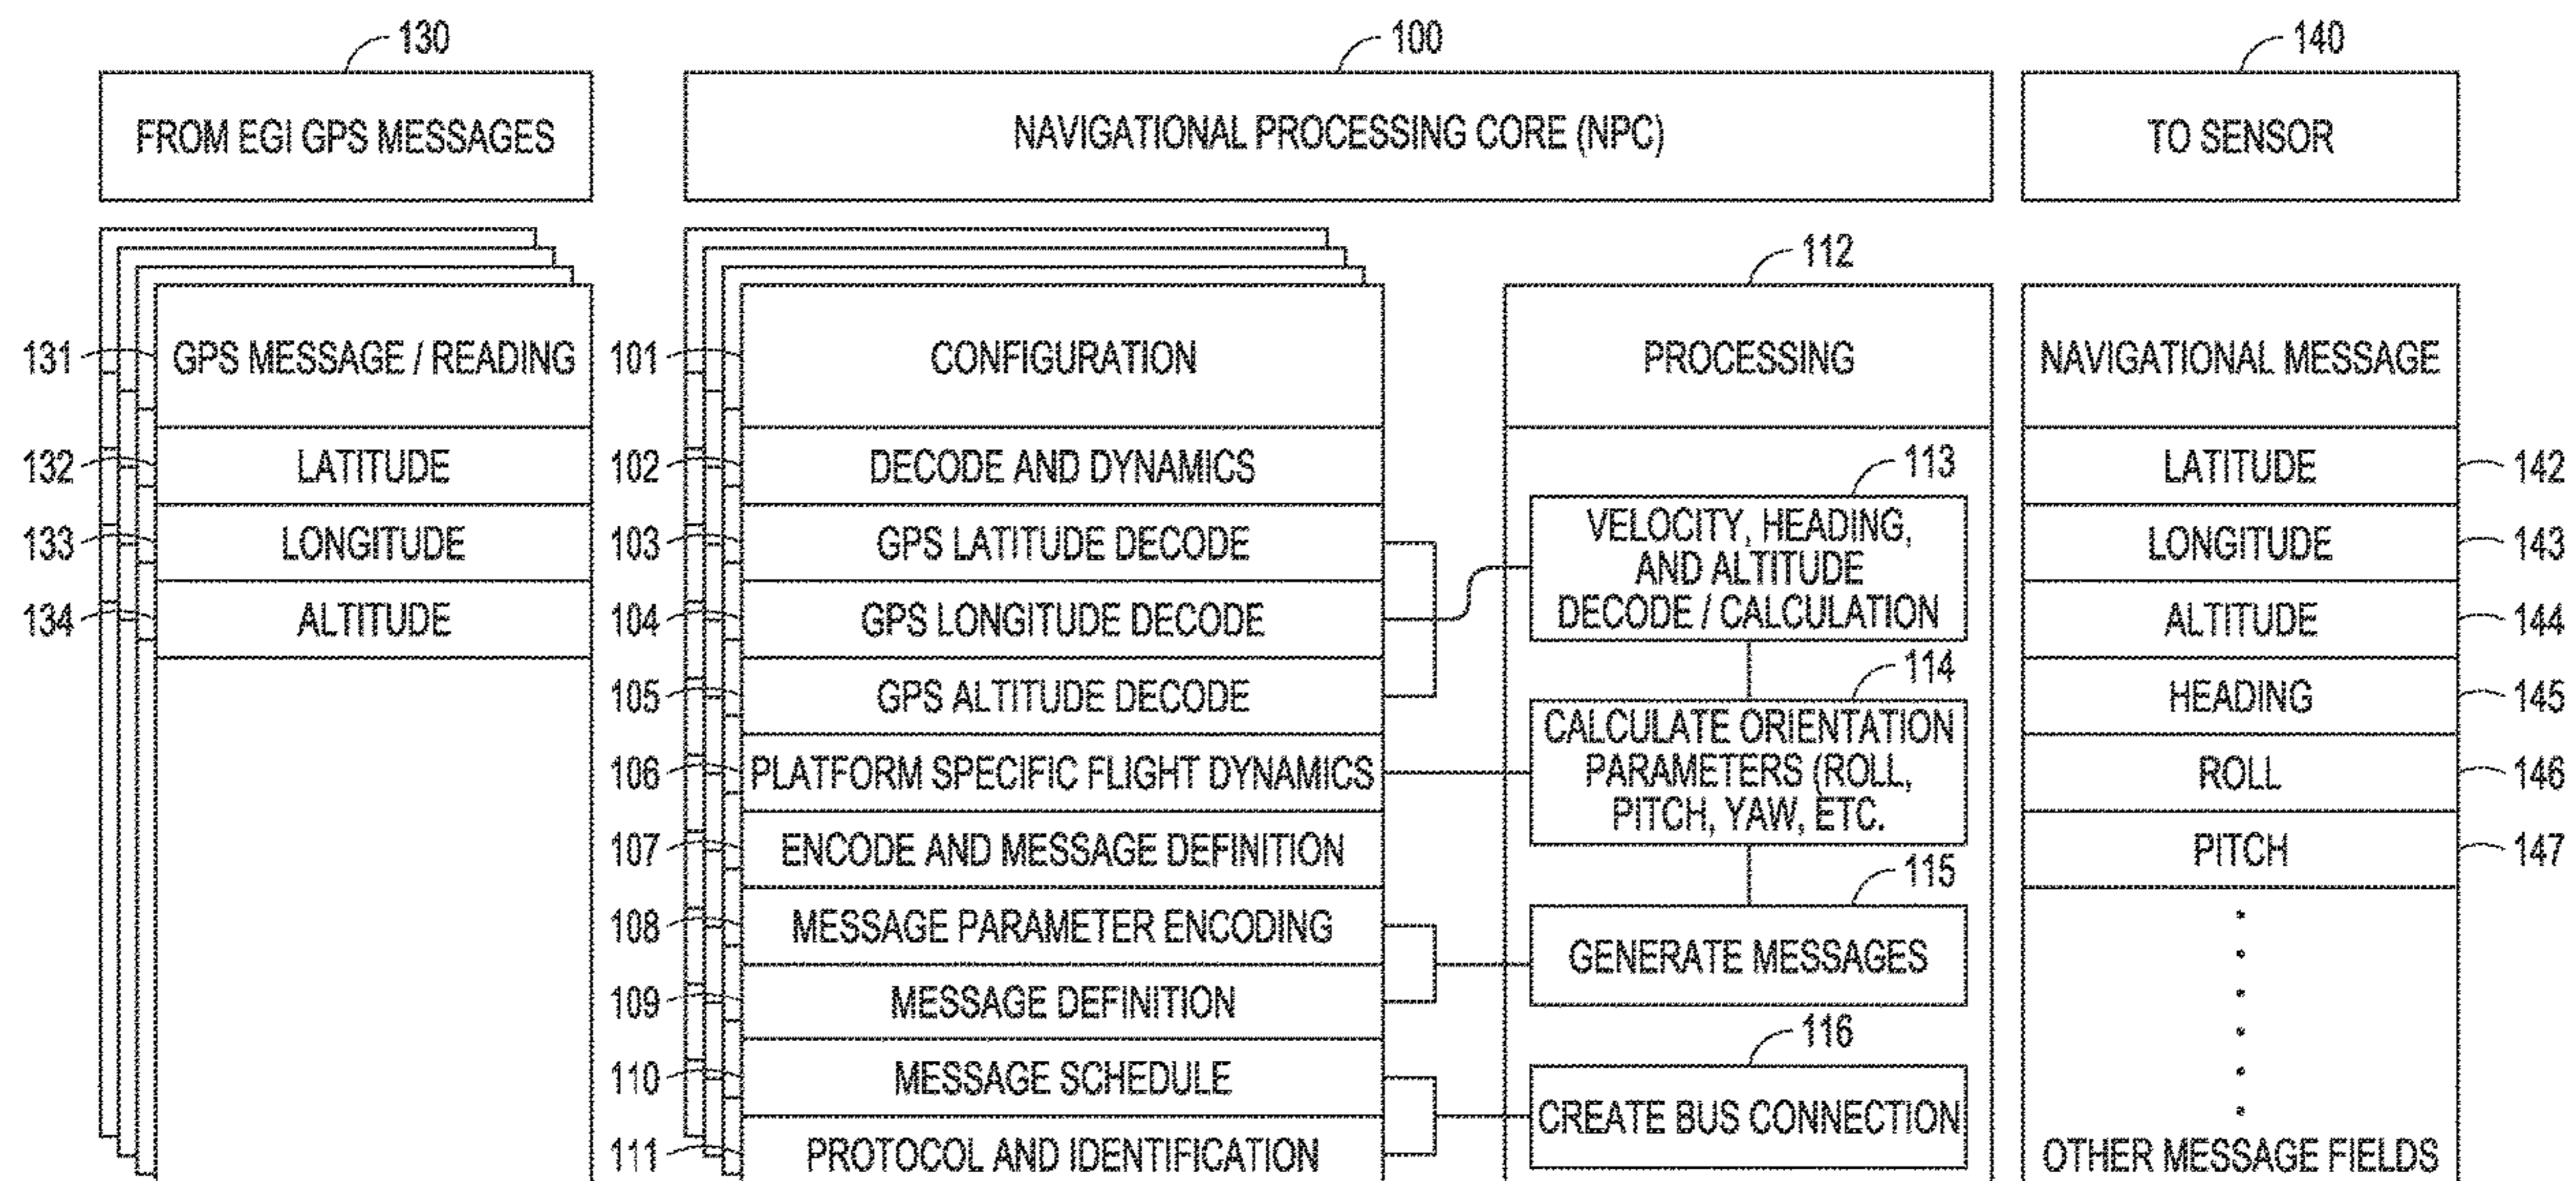 130
100
140
FROM EGI GPS MESSAGES
NAVIGATIONAL PROCESSING CORE (NPC)
TO SENSOR
131
GPS MESSAGE / READING
132
LATITUDE
133
LONGITUDE
134
ALTITUDE
101
CONFIGURATION
102
DECODE AND DYNAMICS
103
GPS LATITUDE DECODE
104
GPS LONGITUDE DECODE
105
GPS ALTITUDE DECODE
106
PLATFORM SPECIFIC FLIGHT DYNAMICS
107
ENCODE AND MESSAGE DEFINITION
108
MESSAGE PARAMETER ENCODING
109
MESSAGE DEFINITION
110
MESSAGE SCHEDULE
111
PROTOCOL AND IDENTIFICATION
112
PROCESSING
113
VELOCITY, HEADING,
AND ALTITUDE
DECODE / CALCULATION
114
CALCULATE ORIENTATION
PARAMETERS (ROLL,
PITCH, YAW, ETC.
115
GENERATE MESSAGES
116
CREATE BUS CONNECTION
NAVIGATIONAL MESSAGE
LATITUDE
142
LONGITUDE
143
ALTITUDE
144
HEADING
145
ROLL
146
PITCH
147
OTHER MESSAGE FIELDS